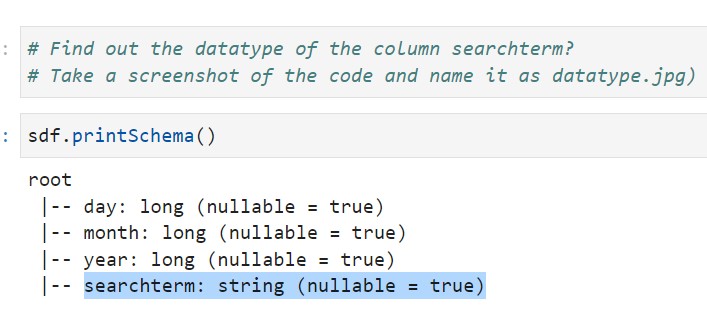 : # Find out the datatype of the column searchterm?
# Take a screenshot of the code and name it as datatype.jpg)
: sdf.printSchema()
root
|-- day: long (nullable = true)
|-- month: long (nullable = true)
|-- year: long (nullable = true)
|-- searchterm: string (nullable = true)